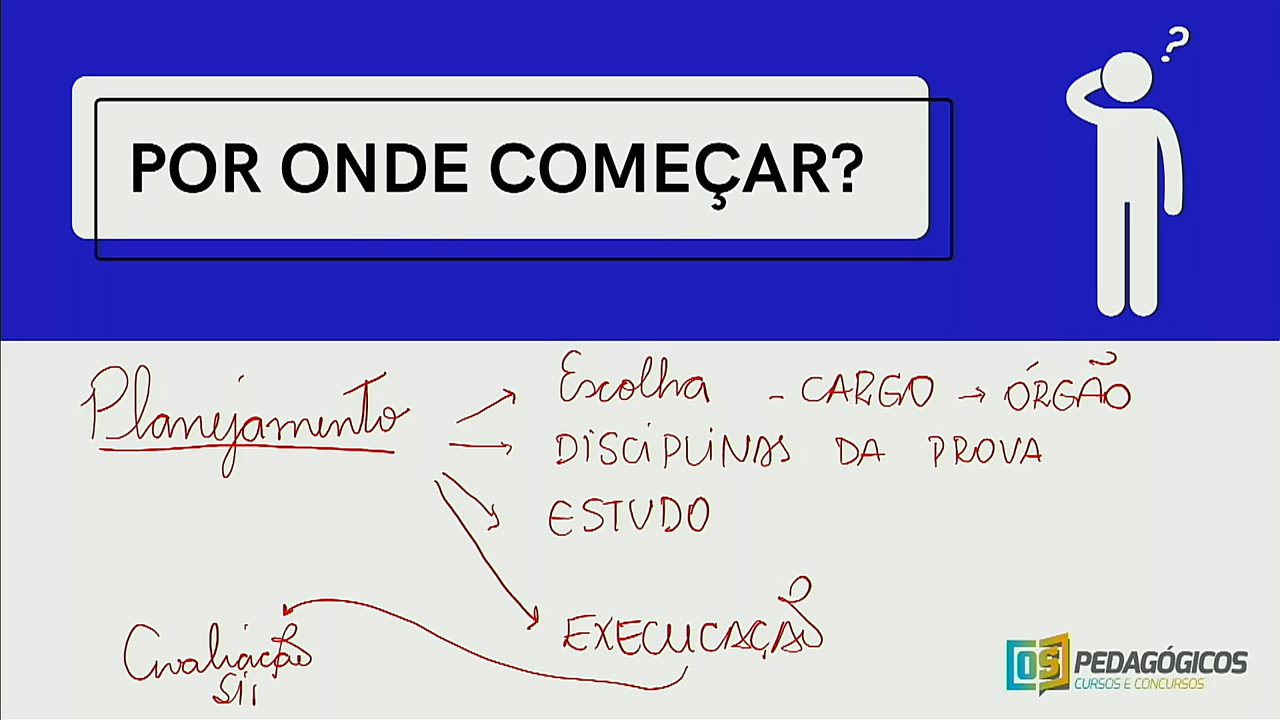 ?
POR ONDE COMEÇAR?
Planejamento
Escolha - CARGO → ÓRGÃO
DISCIPLINAS DA PROVA
ESTUDO
EXECUCAÇÃO
Avaliação
OS PEDAGÓGICOS
CURSOS E CONCURSOS